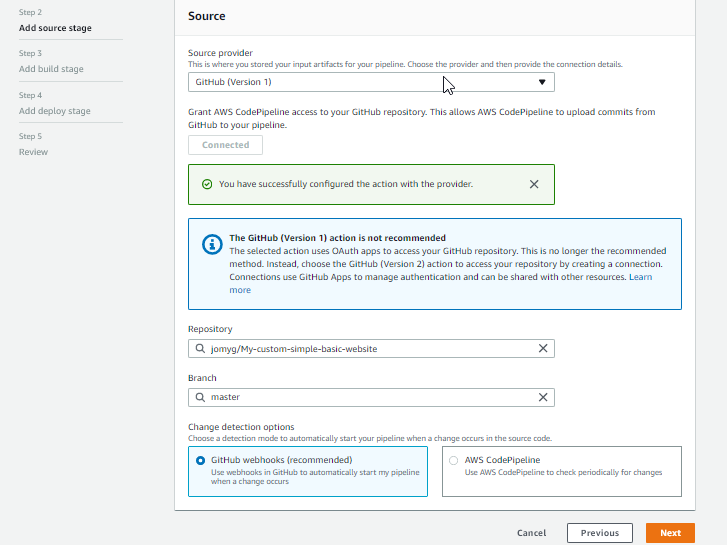 Step 2
Add source stage
Step 3
Add build stage
Step 4
Add deploy stage
Step 5
Review
Source
Source provider
This is where you stored your input artifacts for your pipeline. Choose the provider and then provide the connection details.
GitHub (Version 1)
Grant AWS CodePipeline access to your GitHub repository. This allows AWS CodePipeline to upload commits from
GitHub to your pipeline.
Connected
You have successfully configured the action with the provider.
The GitHub (Version 1) action is not recommended
The selected action uses OAuth apps to access your GitHub repository. This is no longer the recommended
method. Instead, choose the GitHub (Version 2) action to access your repository by creating a connection.
Connections use GitHub Apps to manage authentication and can be shared with other resources. Learn
more
Repository
jomyg/My-custom-simple-basic-website
Branch
master
Change detection options
Choose a detection mode to automatically start your pipeline when a change occurs in the source code.
GitHub webhooks (recommended)
Use webhooks in GitHub to automatically start my pipeline
when a change occurs
AWS CodePipeline
Use AWS CodePipeline to check periodically for changes
Cancel
Previous
Next